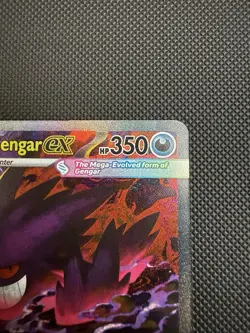 engar ex HP 350
nter
The Mega-Evolved form of
Gengar